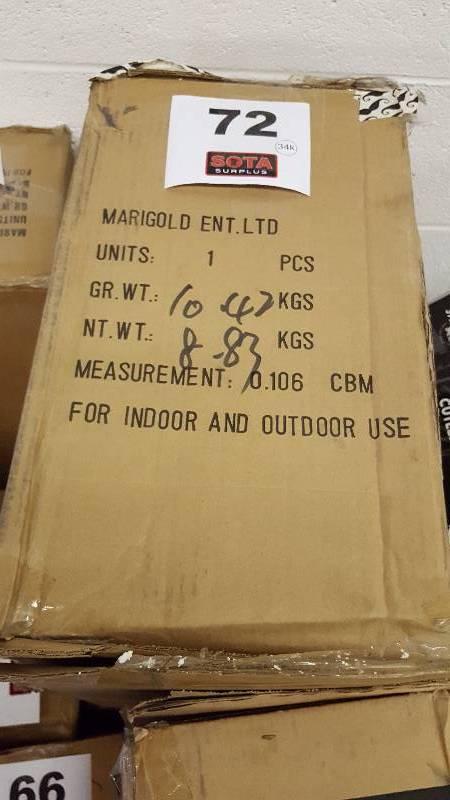 72
34k
SOTA
SURPLUS
MARIGOLD ENT.LTD
UNITS: 1 PCS
GR.WT.: 10.47 KGS
NT.WT.: 8.83 KGS
MEASUREMENT: 0.106 CBM
FOR INDOOR AND OUTDOOR USE
66